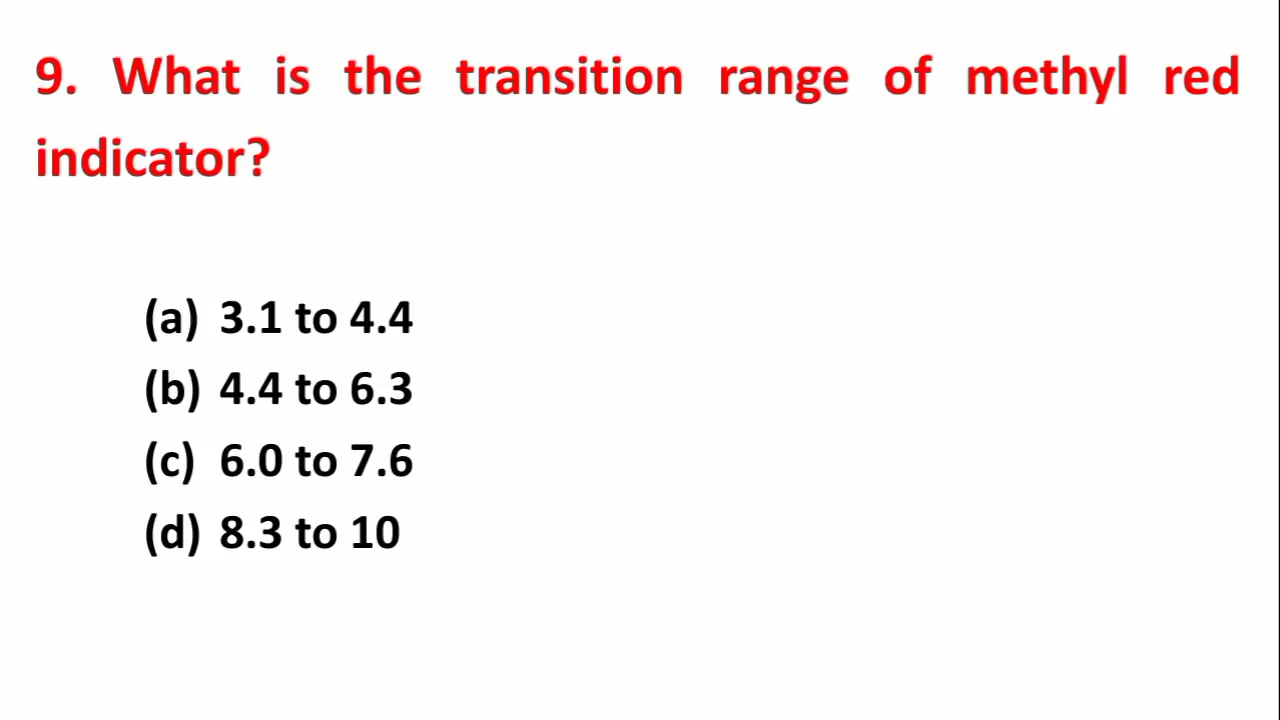 9. What is the transition range of methyl red
indicator?
(a) 3.1 to 4.4
(b) 4.4 to 6.3
(c) 6.0 to 7.6
(d) 8.3 to 10